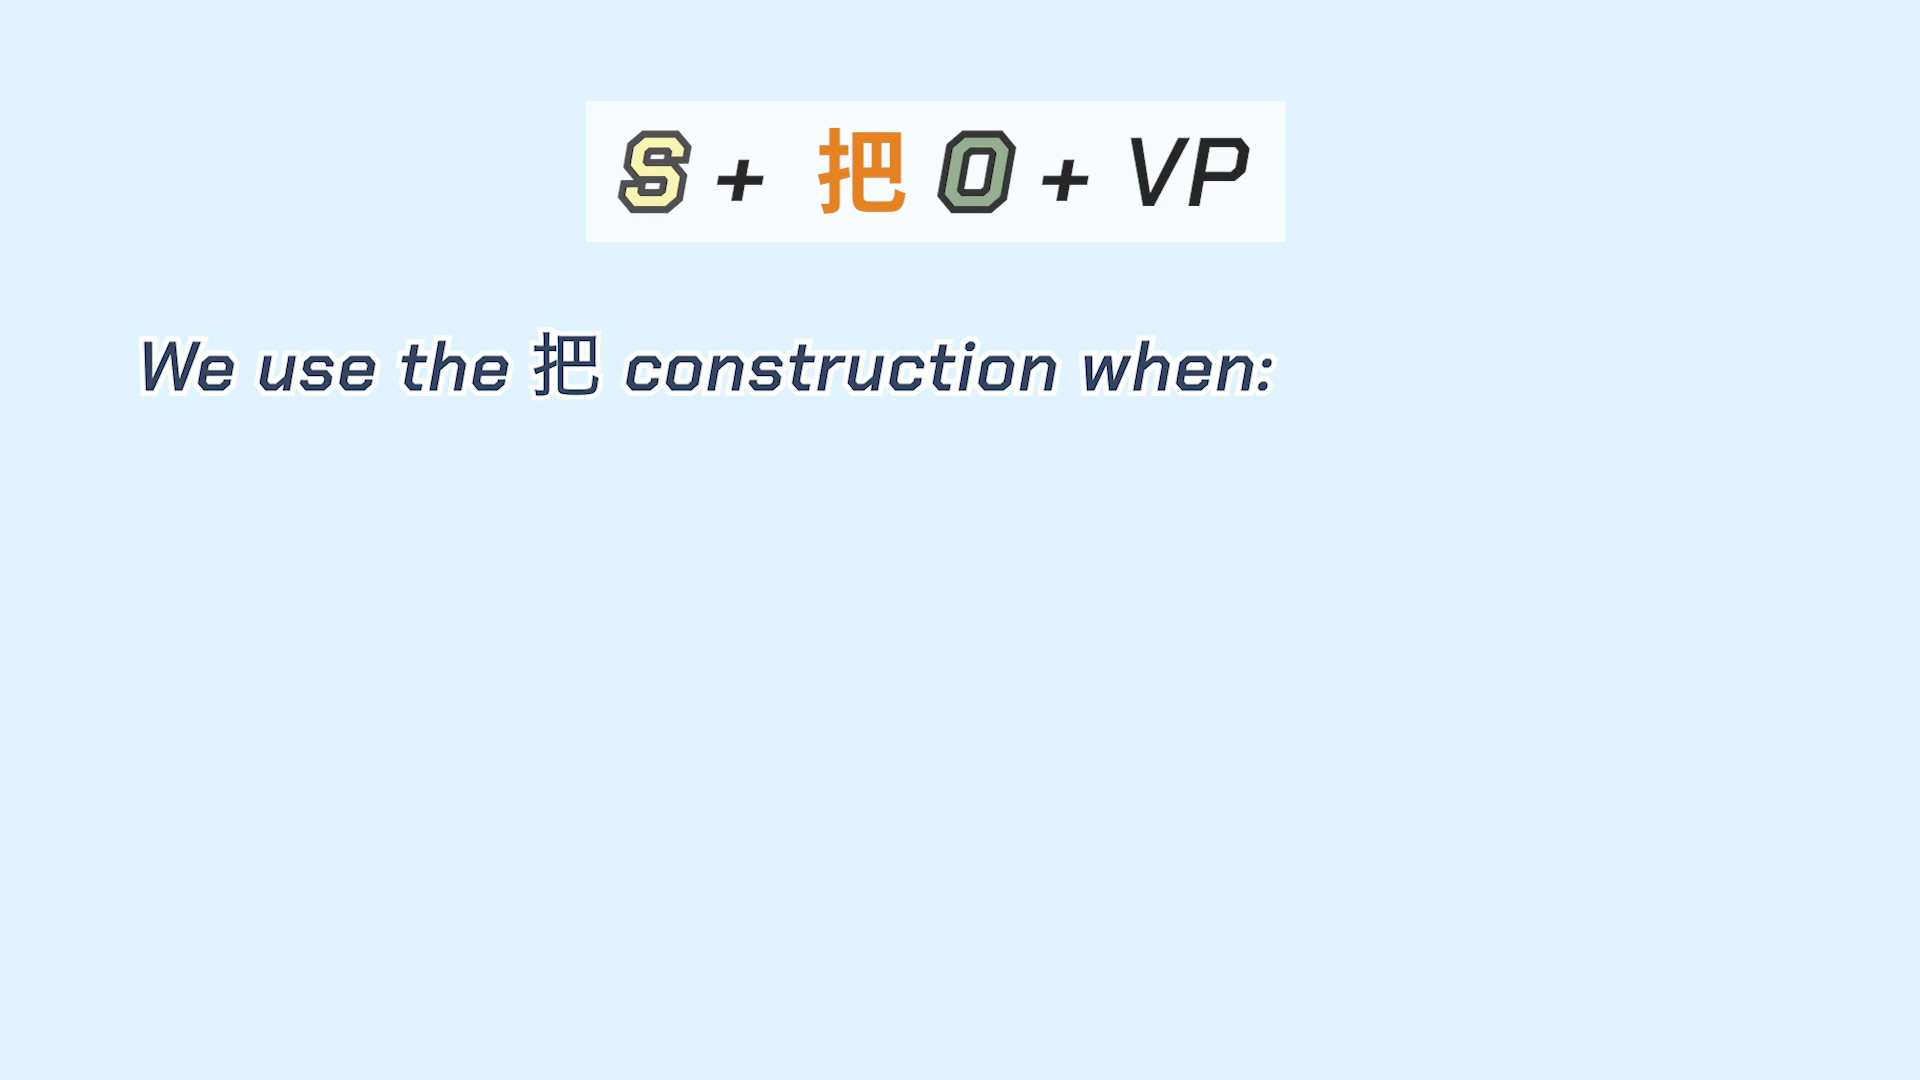 S + 把 O + VP
We use the 把 construction when: